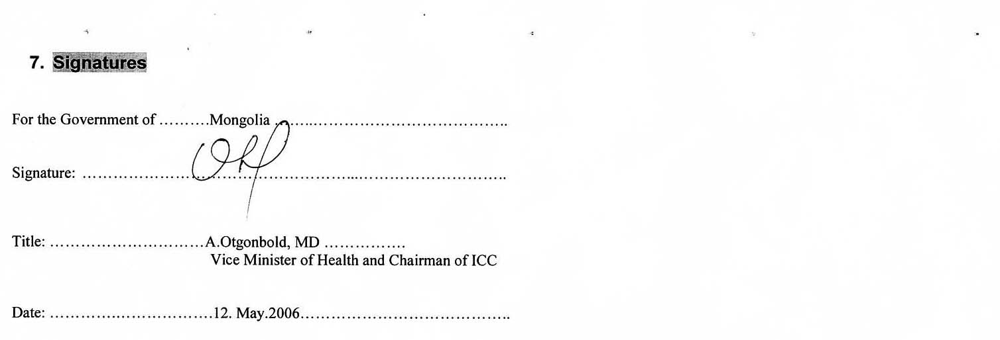 7. Signatures
For the Government of ..........Mongolia ...............................................
Signature: ..................................................................................
Title: ..............................A.Otgonbold, MD ................
Vice Minister of Health and Chairman of ICC
Date: ................................12. May.2006.........................................